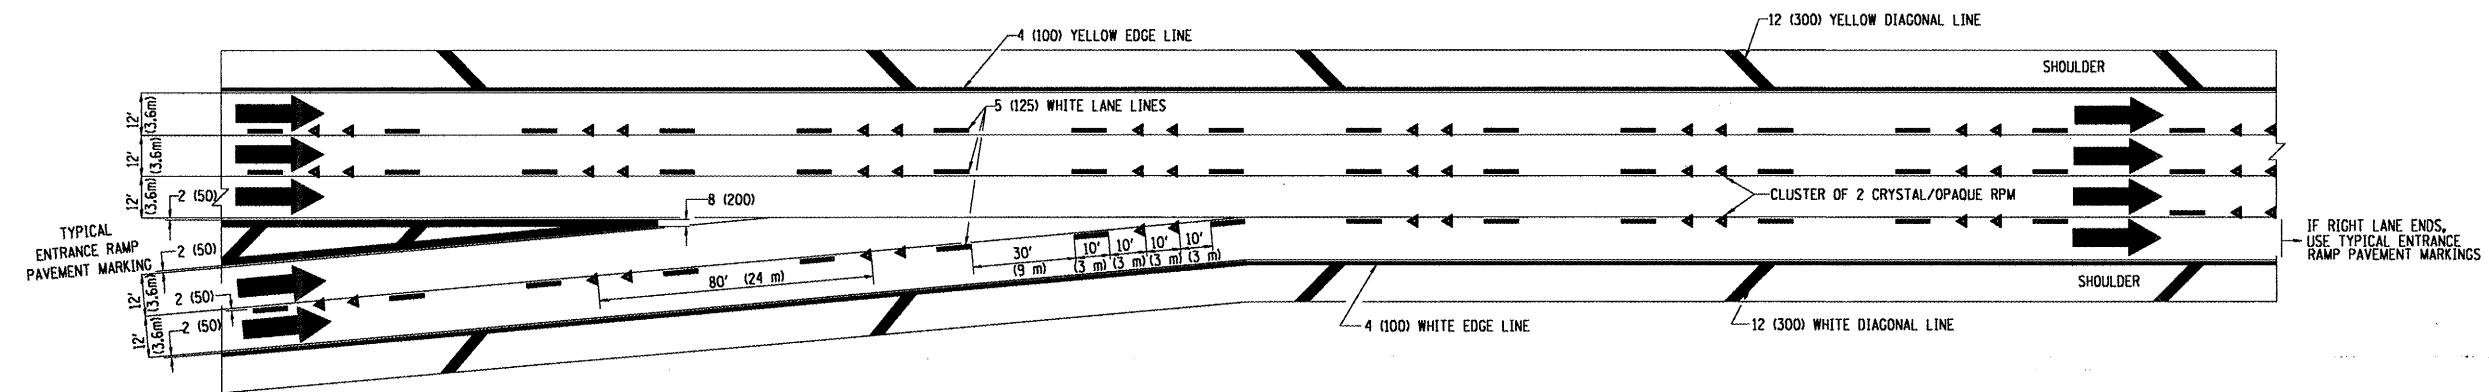 12 (300) YELLOW DIAGONAL LINE
4 (100) YELLOW EDGE LINE
SHOULDER
5 (125) WHITE LANE LINES
12'
(3.6m)
12'
(3.6m)
12'
(3.6m)
2 (50)
8 (200)
CLUSTER OF 2 CRYSTAL/OPAQUE RPM
TYPICAL
ENTRANCE RAMP
PAVEMENT MARKING
2 (50)
30'
(9 m)
10'
(3 m)
10'
(3 m)
10'
(3 m)
10'
(3 m)
IF RIGHT LANE ENDS,
USE TYPICAL ENTRANCE
RAMP PAVEMENT MARKINGS
80' (24 m)
SHOULDER
12'
(3.6m)
2 (50)
12'
(3.6m)
2 (50)
4 (100) WHITE EDGE LINE
12 (300) WHITE DIAGONAL LINE